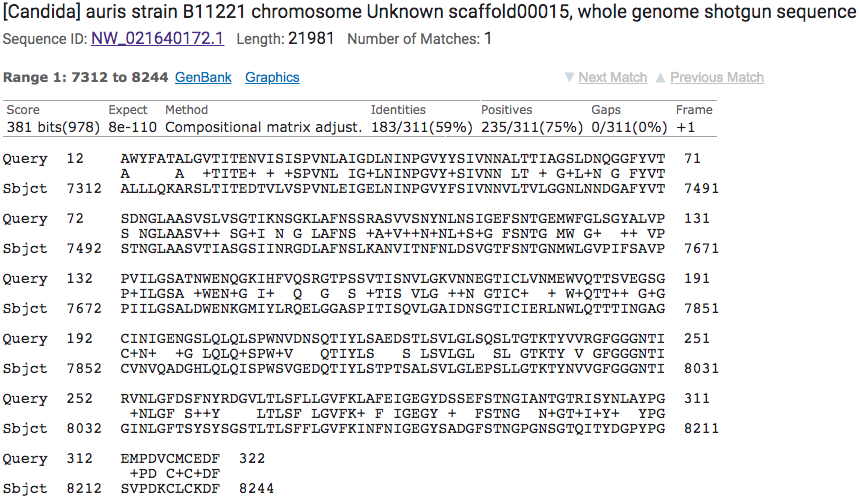 [Candida] auris strain B11221 chromosome Unknown scaffold00015, whole genome shotgun sequence
Sequence ID: NW_021640172.1 Length: 21981 Number of Matches: 1
Range 1: 7312 to 8244 GenBank Graphics ▼ Next Match ▲ Previous Match
Score Expect Method Identities Positives Gaps Frame
381 bits(978) 8e-110 Compositional matrix adjust. 183/311(59%) 235/311(75%) 0/311(0%) +1
Query 12 AWYFATALGVTITENVISISPVNLAIGDLNINPGVYYSIVNNALTTIAGSLDNQGGFYVT 71
A A +TITE+ + +SPVNL IG+LNINPGVY+SIVNN LT + G+L+N G FYVT
Sbjct 7312 ALLLQKARSLTITEDTVLVSPVNLEIGELNINPGVYFSIVNNVLTVLGGNLNNDGAFYVT 7491
Query 72 SDNGLAASVSLVSGTIKNSGKLAFNSSRASVVSNYNLNSIGEFSNTGEMWFGLSGYALVP 131
S NGLAASV++ SG+I N G LAFNS +A+V++N+NL+S+G FSNTG MW G+ ++ VP
Sbjct 7492 STNGLAASVTIASGSIINRGDLAFNSLKANVITNFNLDSVGTFSNTGNMWLGVPIFSAVP 7671
Query 132 PVILGSATNWENQGKIHFVQSRGTPSSVTISNVLGKVNNEGTICLVNMEWVQTTSVEGSG 191
P+ILGSA +WEN+G I+ Q G S +TIS VLG ++NGTIC+ + W+QTT++ G+G
Sbjct 7672 PIILGSALDWENKGMIYLRQELGGASPITISQVLGAIDNSGTICIERLNLWLQTTTINGAG 7851
Query 192 CINIGENGSLQLQLSPWNVDNSQTIYLSAEDSTLSVLGLSQSLTGTKTYVVRGFGGGNTI 251
C+N+ +G LQLQ+SPW+V QTIYLS S LSVLGL SL GTKTY V GFGGGNTI
Sbjct 7852 CVNVQADGHLQLQISPWSVGEDQTIYLSTPTSALSVLGLEPSLLGTKTYNVVGFGGGNTI 8031
Query 252 RVNLGFDSFNYRDGVLTLSFLLGVFKLAFEIGEGYDSSEFSTNGIANTGTRISYNLAYPG 311
+NLGF S++Y LTLSF LGVFK+ F IGEGY + FSTNG N+GT+I+Y+ YPG
Sbjct 8032 GINLGFTSYSYSGSTLTLSFFLGVFKINFNIGEGYSADGFSTNGPGNSGTQITYDGPYPG 8211
Query 312 EMPDVCMCEDF 322
+PD C+C+DF
Sbjct 8212 SVPDKCLCKDF 8244